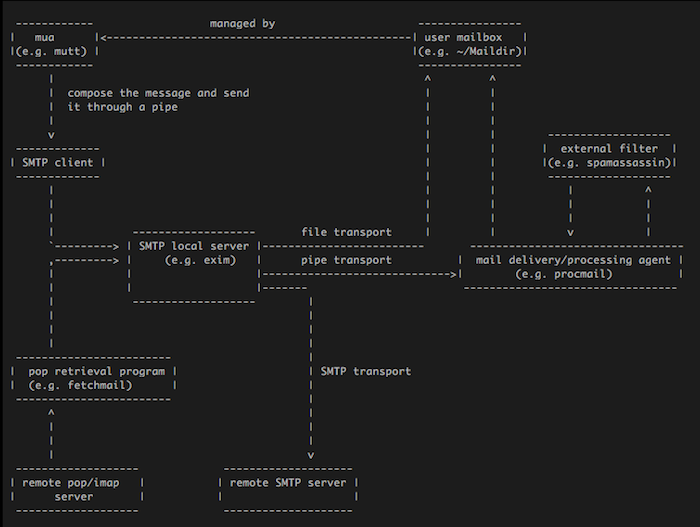 managed by
mua
user mailbox
(e.g. mutt)
(e.g. ~/Maildir)
compose the message and send
it through a pipe
SMTP client
external filter
(e.g. spamassassin)
file transport
SMTP local server
(e.g. exim)
pipe transport
mail delivery/processing agent
(e.g. procmail)
pop retrieval program
(e.g. fetchmail)
SMTP transport
remote pop/imap
server
remote SMTP server